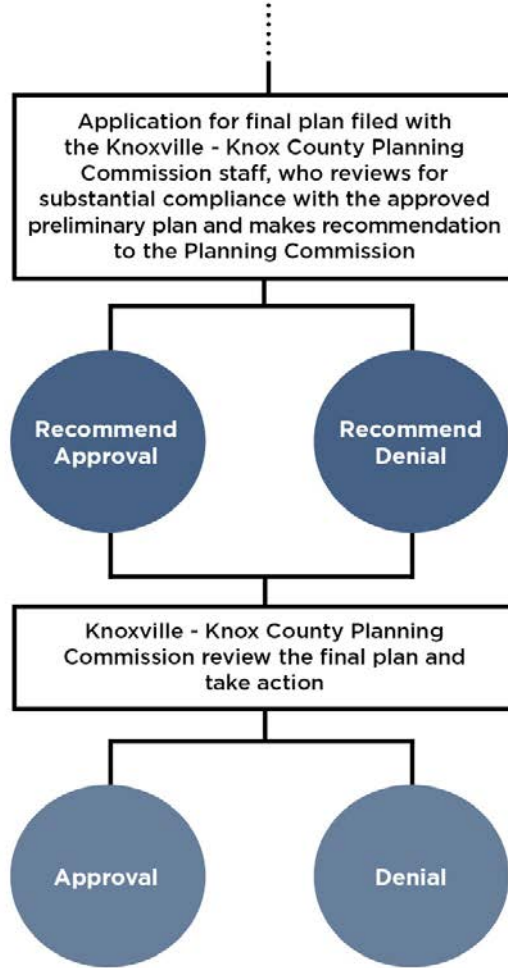 Application for final plan filed with
the Knoxville - Knox County Planning
Commission staff, who reviews for
substantial compliance with the approved
preliminary plan and makes recommendation
to the Planning Commission
Recommend
Approval
Recommend
Denial
Knoxville - Knox County Planning
Commission review the final plan and
take action
Approval
Denial